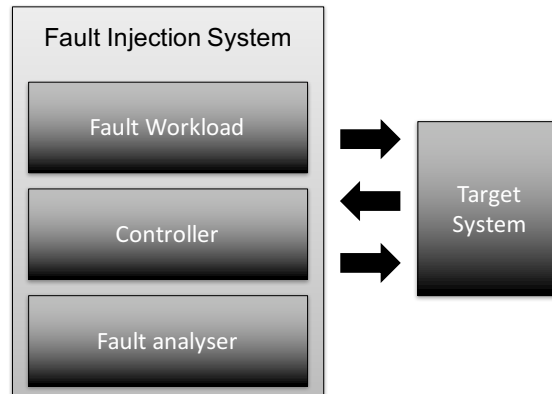 Fault Injection System
Fault Workload
Controller
Fault analyser
Target
System